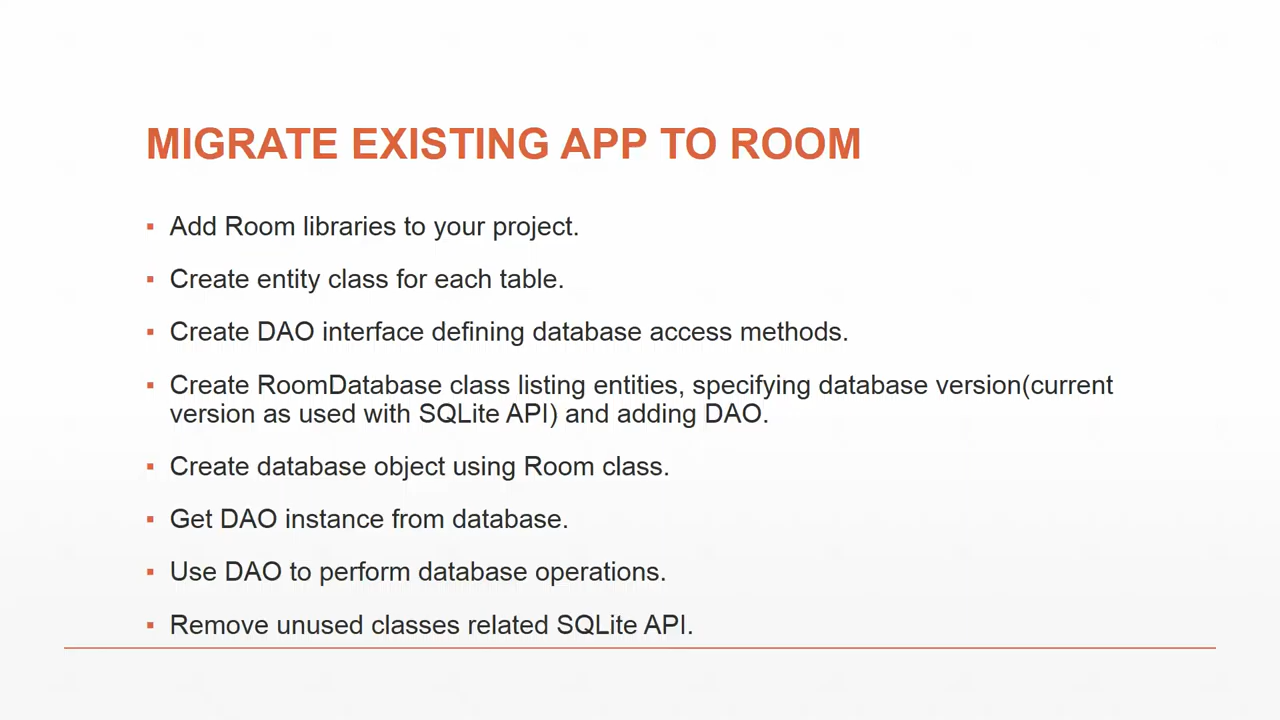 MIGRATE EXISTING APP TO ROOM
▪ Add Room libraries to your project.
▪ Create entity class for each table.
▪ Create DAO interface defining database access methods.
▪ Create RoomDatabase class listing entities, specifying database version(current
version as used with SQLite API) and adding DAO.
▪ Create database object using Room class.
▪ Get DAO instance from database.
▪ Use DAO to perform database operations.
▪ Remove unused classes related SQLite API.